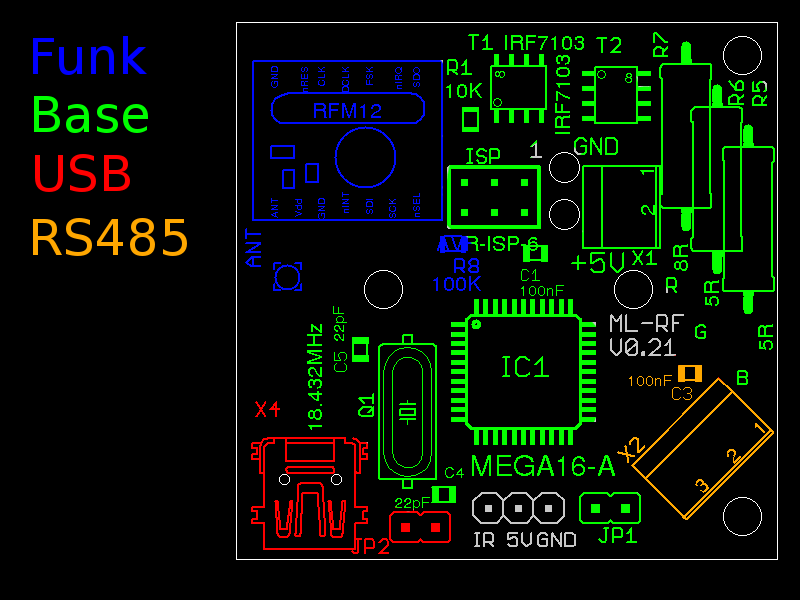 Funk
Base
USB
RS485
T1 IRF7103 T2
R7
R1
10K
IRF7103
8
8
R6
R5
GND
nRES
CLK
DCLK
FSK
nIRQ
SDO
RFM12
ANT
Vdd
GND
nINT
SDI
SCK
nSEL
ISP
1
GND
1
2
AVR-ISP-6
ANT
R8
100K
C1
100nF
+5V X1
8R
5R
5R
R
G
B
ML-RF
V0.21
22pF
C5
18.432MHz
Q1
IC1
100nF
C3
X4
X2
1
2
3
C4
MEGA16-A
22pF
JP2
IR 5V GND
JP1